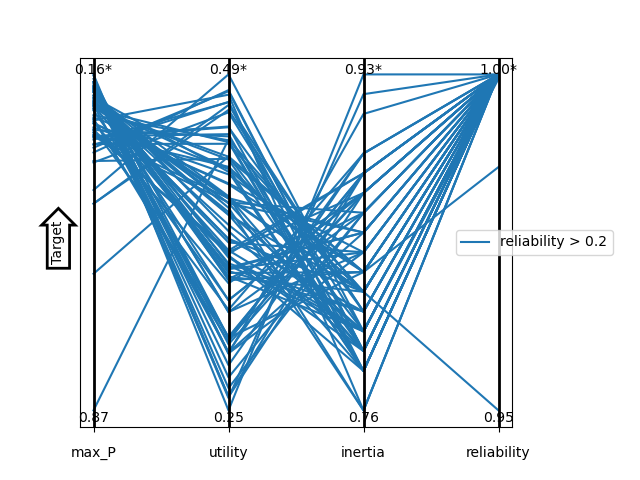 0.16* 0.49* 0.93* 1.00*
Target
reliability > 0.2
0.87 0.25 0.76 0.95
max_P utility inertia reliability